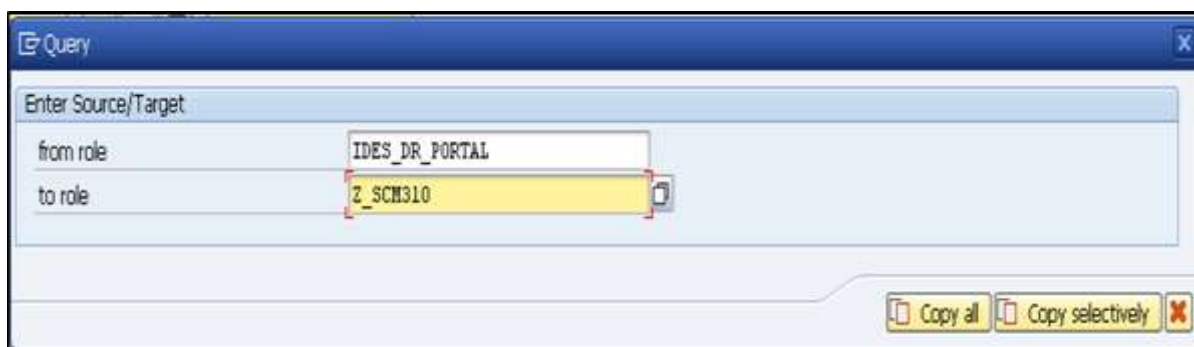 Query
Enter Source/Target
from role IDES_DR_PORTAL
to role Z_SCM310
Copy all Copy selectively